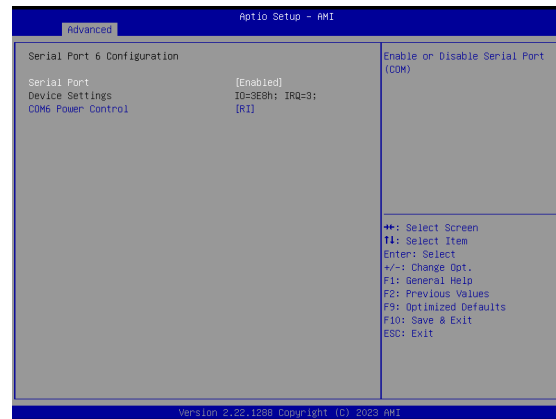 Aptio Setup - AMI
Advanced
Serial Port 6 Configuration
Serial Port [Enabled]
Device Settings IO=3E8h; IRQ=3;
COM6 Power Control [RI]
Enable or Disable Serial Port
(COM)
↔: Select Screen
↑↓: Select Item
Enter: Select
+/-: Change Opt.
F1: General Help
F2: Previous Values
F9: Optimized Defaults
F10: Save & Exit
ESC: Exit
Version 2.22.1288 Copyright (C) 2023 AMI